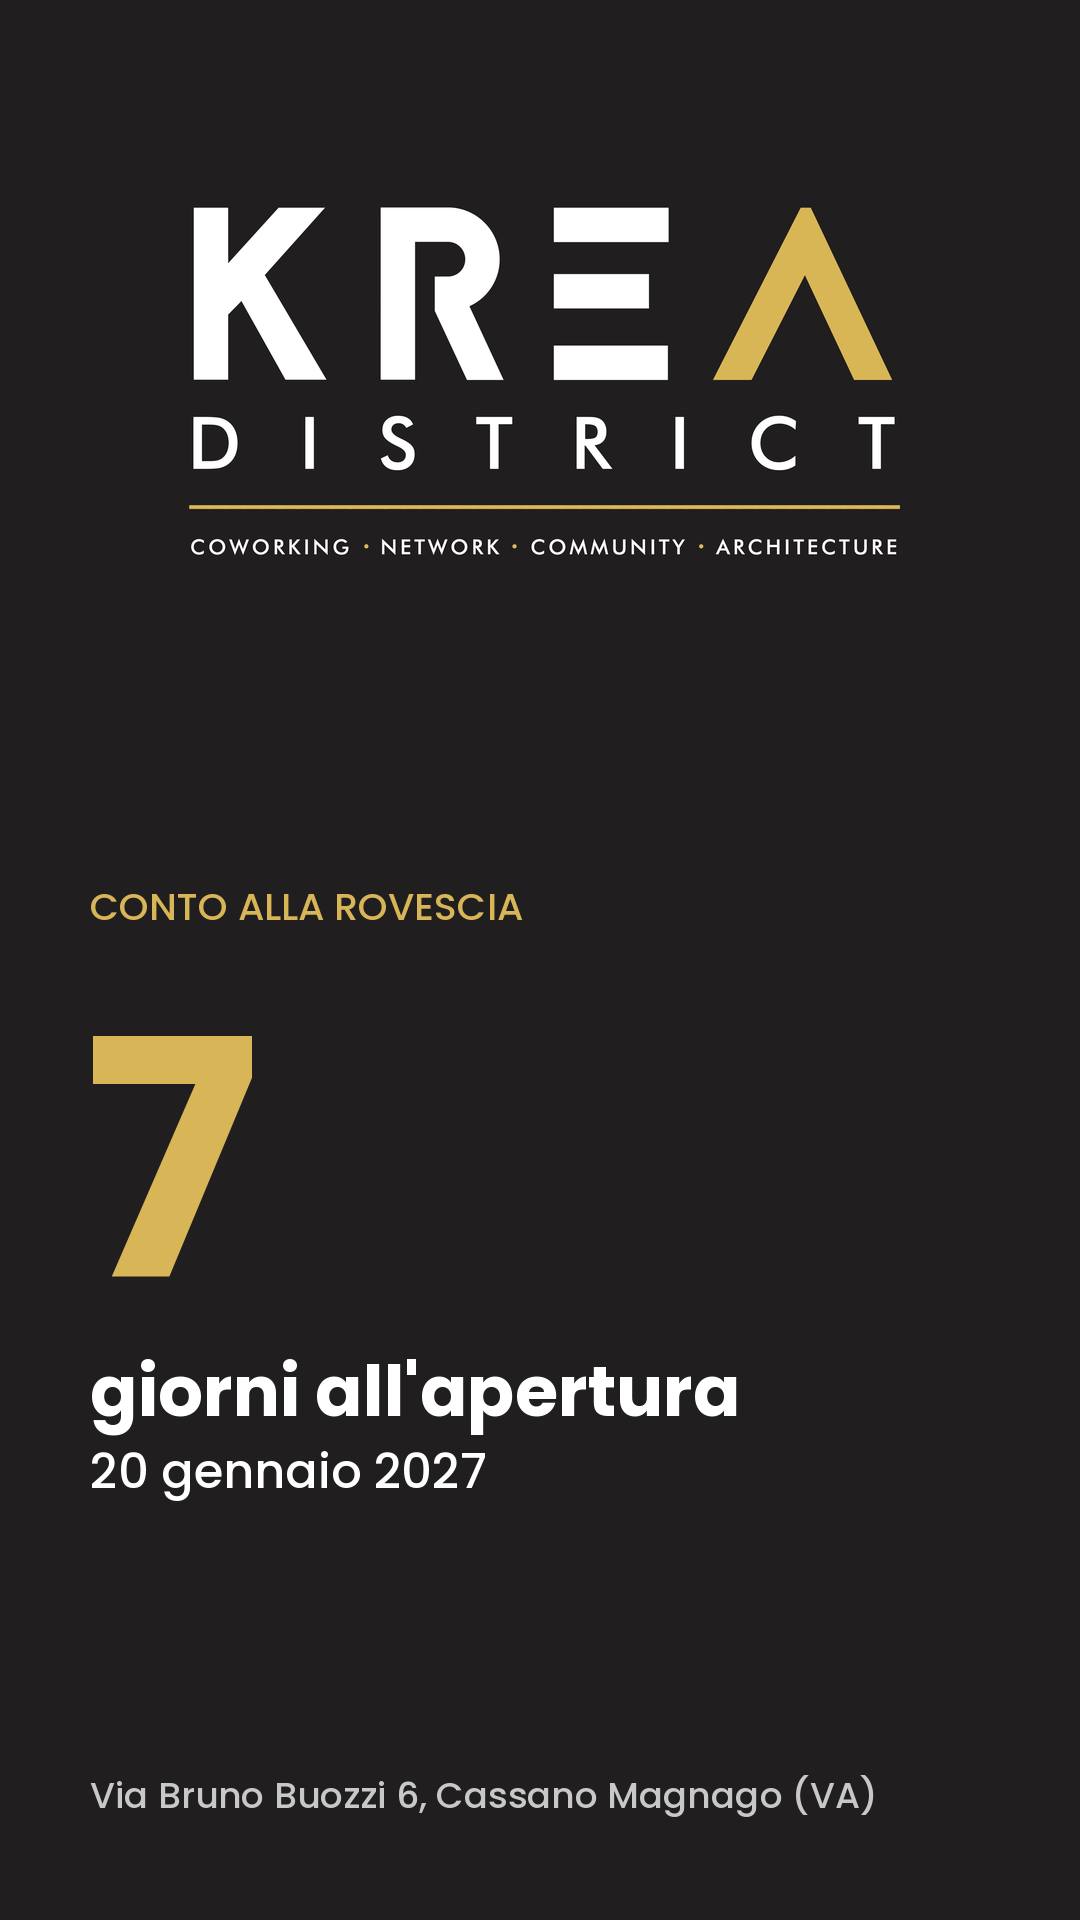 KREA
DISTRICT
COWORKING · NETWORK · COMMUNITY · ARCHITECTURE
CONTO ALLA ROVESCIA
7
giorni all'apertura
20 gennaio 2027
Via Bruno Buozzi 6, Cassano Magnago (VA)